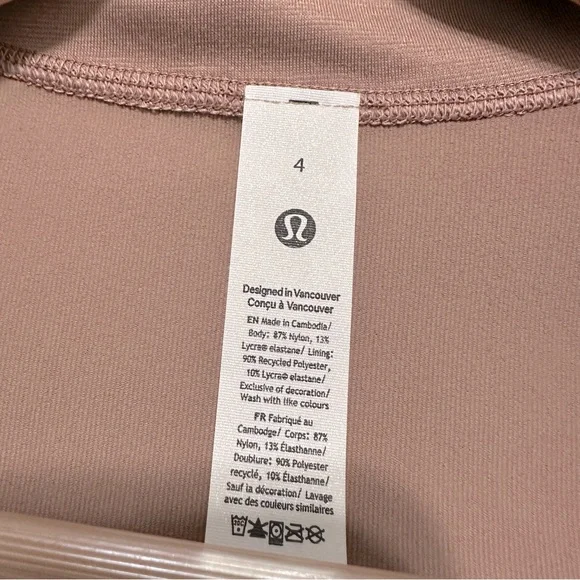 4
Designed in Vancouver
Conçu à Vancouver
EN Made in Cambodia/
Body: 87% Nylon, 13%
Lycra® elastane/ Lining:
90% Recycled Polyester,
10% Lycra® elastane/
Exclusive of decoration/
Wash with like colours
FR Fabriqué au
Cambodge/ Corps: 87%
Nylon, 13% Élasthanne/
Doublure: 90% Polyester
recyclé, 10% Élasthanne/
Sauf la décoration/ Lavage
avec des couleurs similaires
30C